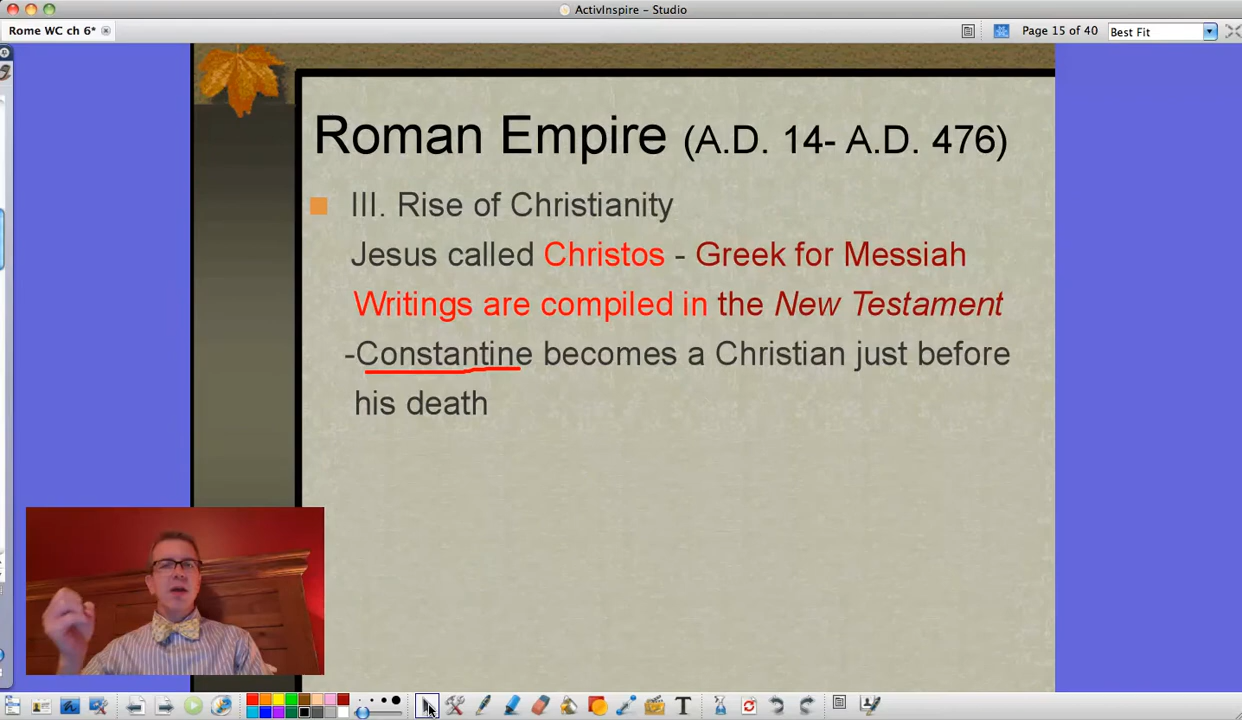 ActivInspire – Studio
Rome WC ch 6*
Page 15 of 40
Best Fit
Roman Empire (A.D. 14- A.D. 476)
III. Rise of Christianity
Jesus called Christos - Greek for Messiah
Writings are compiled in the New Testament
-Constantine becomes a Christian just before
his death